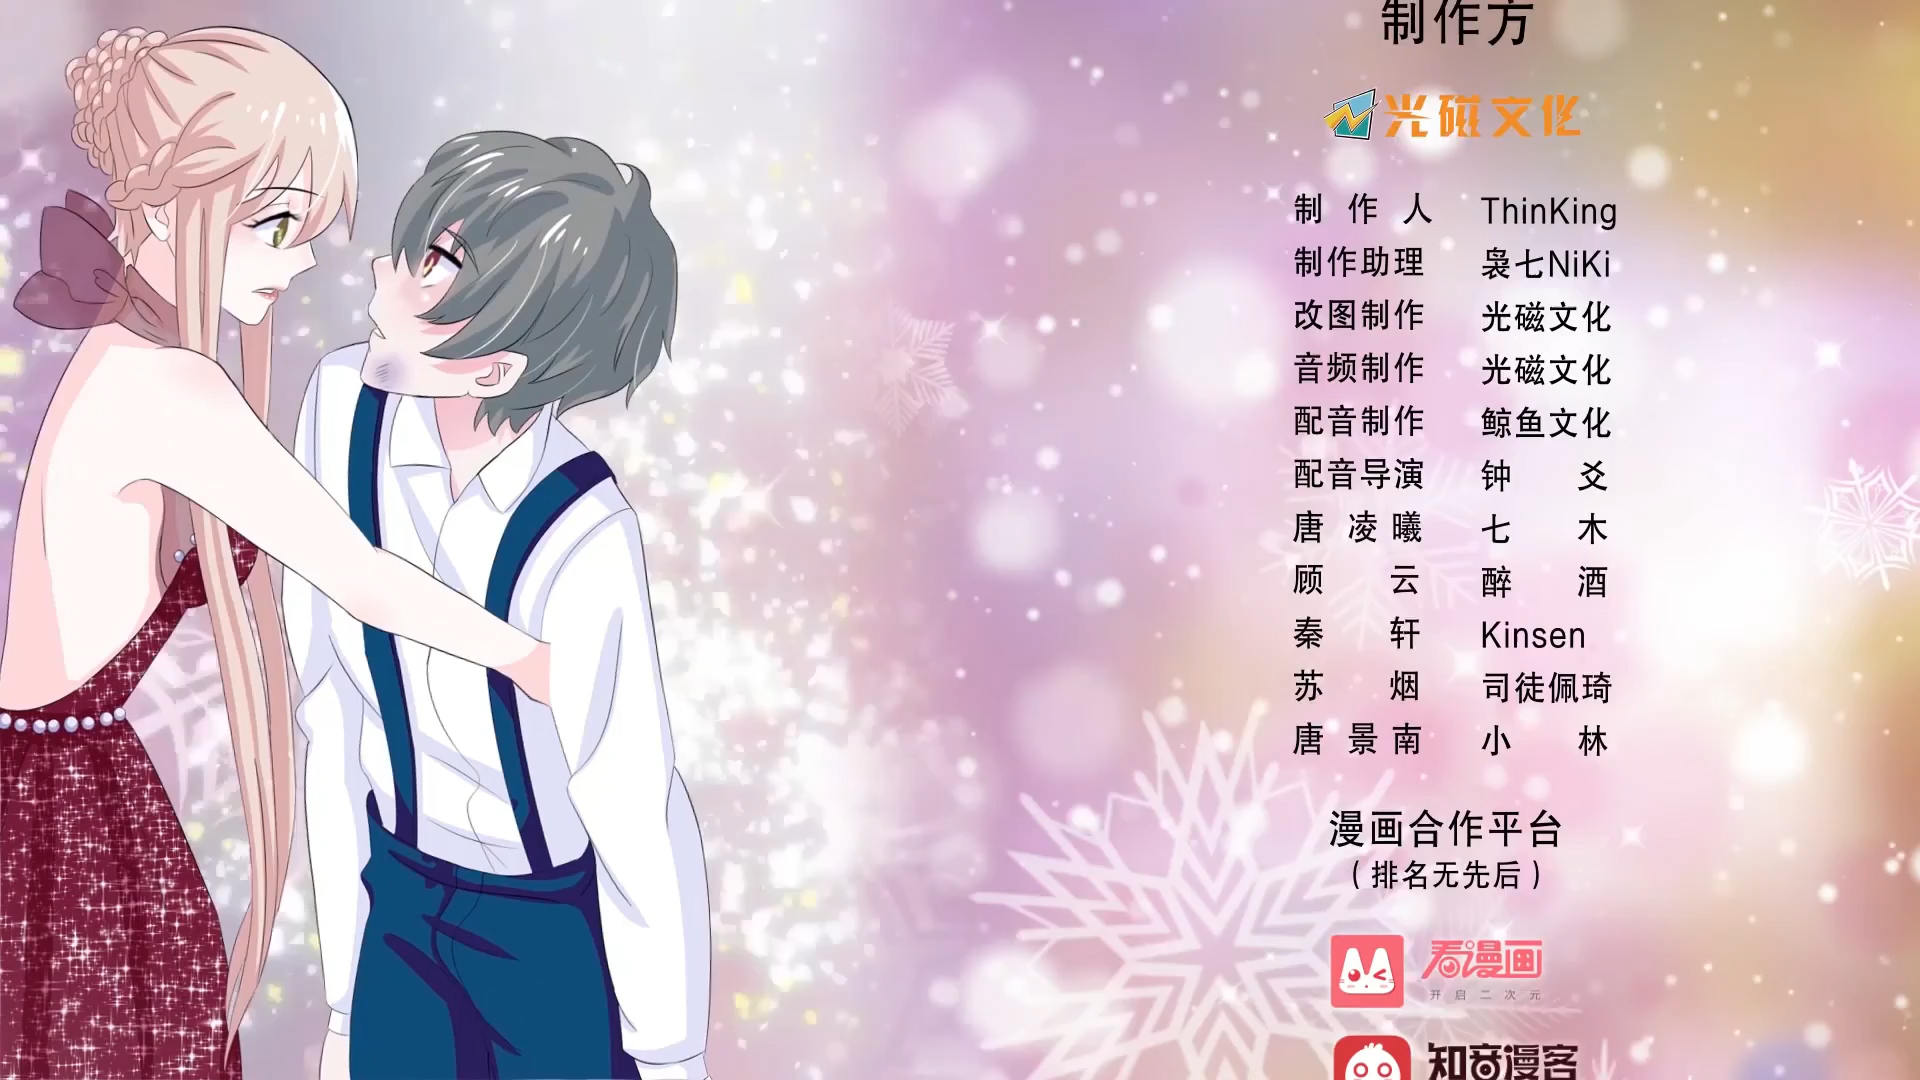 制作方
光磁文化
制作人 ThinKing
制作助理 袅七NiKi
改图制作 光磁文化
音频制作 光磁文化
配音制作 鲸鱼文化
配音导演 钟爻
唐凌曦 七木
顾云 醉酒
秦轩 Kinsen
苏烟 司徒佩琦
唐景南 小林
漫画合作平台
（排名无先后）
看漫画
开启二次元
知音漫客